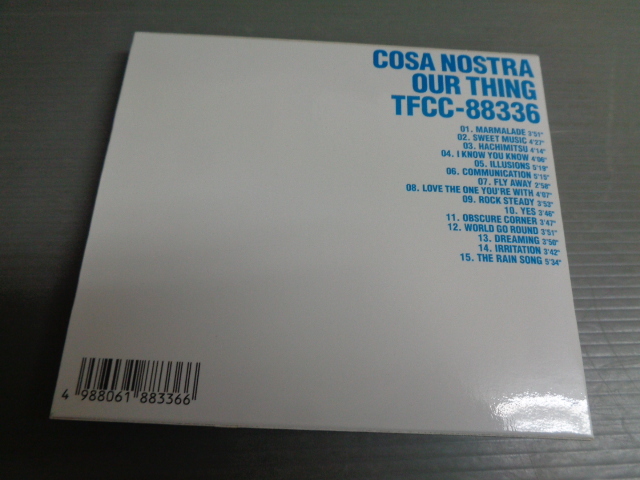 COSA NOSTRA
OUR THING
TFCC-88336
01. MARMALADE 3'51"
02. SWEET MUSIC 4'27"
03. HACHIMITSU 4'14"
04. I KNOW YOU KNOW 4'06"
05. ILLUSIONS 5'19"
06. COMMUNICATION 5'15"
07. FLY AWAY 2'58"
08. LOVE THE ONE YOU'RE WITH 4'07"
09. ROCK STEADY 3'53"
10. YES 3'46"
11. OBSCURE CORNER 3'47"
12. WORLD GO ROUND 3'51"
13. DREAMING 3'50"
14. IRRITATION 3'42"
15. THE RAIN SONG 5'34"
4 988061 883366